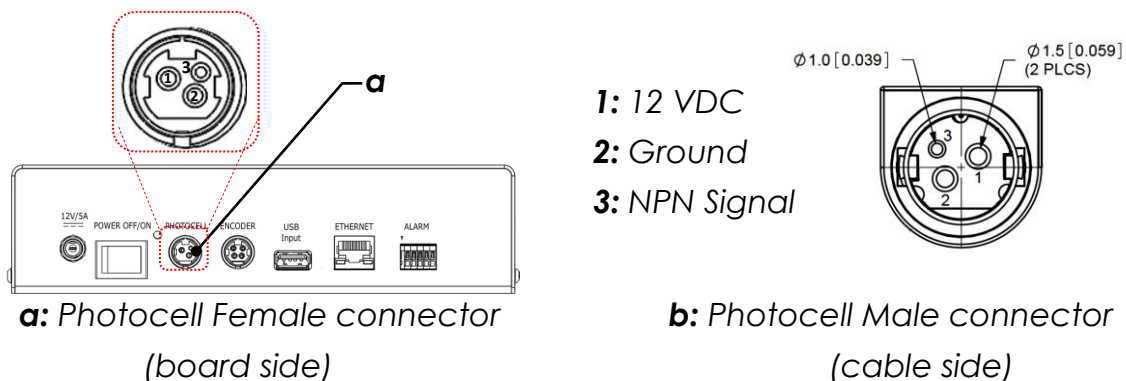 1 3 2
a
12V/5A
POWER OFF/ON
PHOTOCELL
ENCODER
USB
Input
ETHERNET
ALARM
a: Photocell Female connector
(board side)
1: 12 VDC
2: Ground
3: NPN Signal
Ø1.0 [0.039]
Ø1.5 [0.059]
(2 PLCS)
3
1
2
b: Photocell Male connector
(cable side)